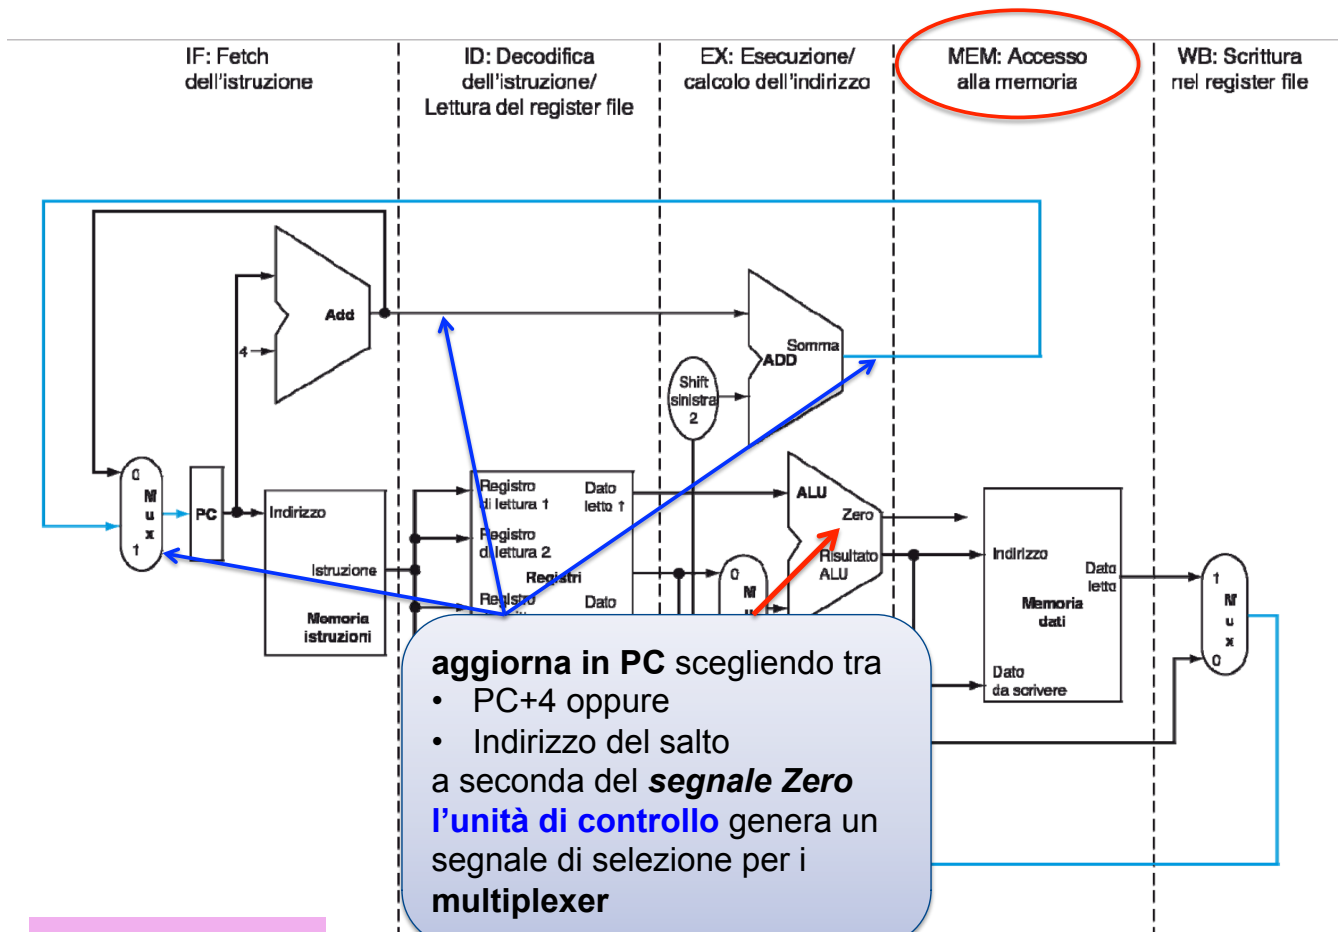 IF: Fetch
dell'istruzione
ID: Decodifica
dell'istruzione/
Lettura del register file
EX: Esecuzione/
calcolo dell'indirizzo
MEM: Accesso
alla memoria
WB: Scrittura
nel register file
Add
4
Somma
ADD
Shift
sinistra
2
0
M
u
x
1
PC
Indirizzo
Istruzione
Memoria
istruzioni
Registro
di lettura 1
Dato
letto 1
Registro
di lettura 2
Registri
Registro
Dato
0
M
ALU
Zero
Risultato
ALU
Indirizzo
Dato
letto
Memoria
dati
Dato
da scrivere
1
M
u
x
0
aggiorna in PC scegliendo tra
• PC+4 oppure
• Indirizzo del salto
a seconda del segnale Zero
l'unità di controllo genera un
segnale di selezione per i
multiplexer